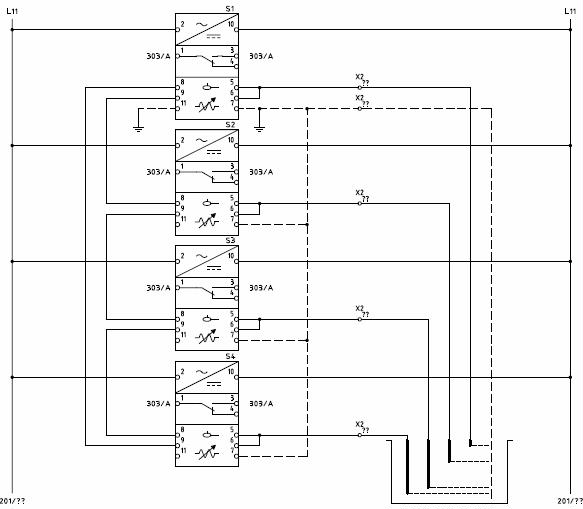 L11 S1 L11
2 10
1 3
303/A 4 303/A
X2
8 5 ??
9 6 X2
11 7 ??
S2
2 10
1 3
303/A 4 303/A
X2
8 5 ??
9 6
11 7
S3
2 10
1 3
303/A 4 303/A
X2
8 5 ??
9 6
11 7
S4
2 10
1 3
303/A 4 303/A
X2
8 5 ??
9 6
11 7
201/?? 201/??